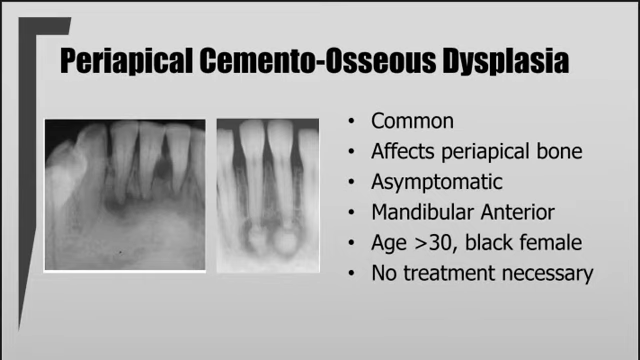 Periapical Cemento-Osseous Dysplasia
• Common
• Affects periapical bone
• Asymptomatic
• Mandibular Anterior
• Age >30, black female
• No treatment necessary